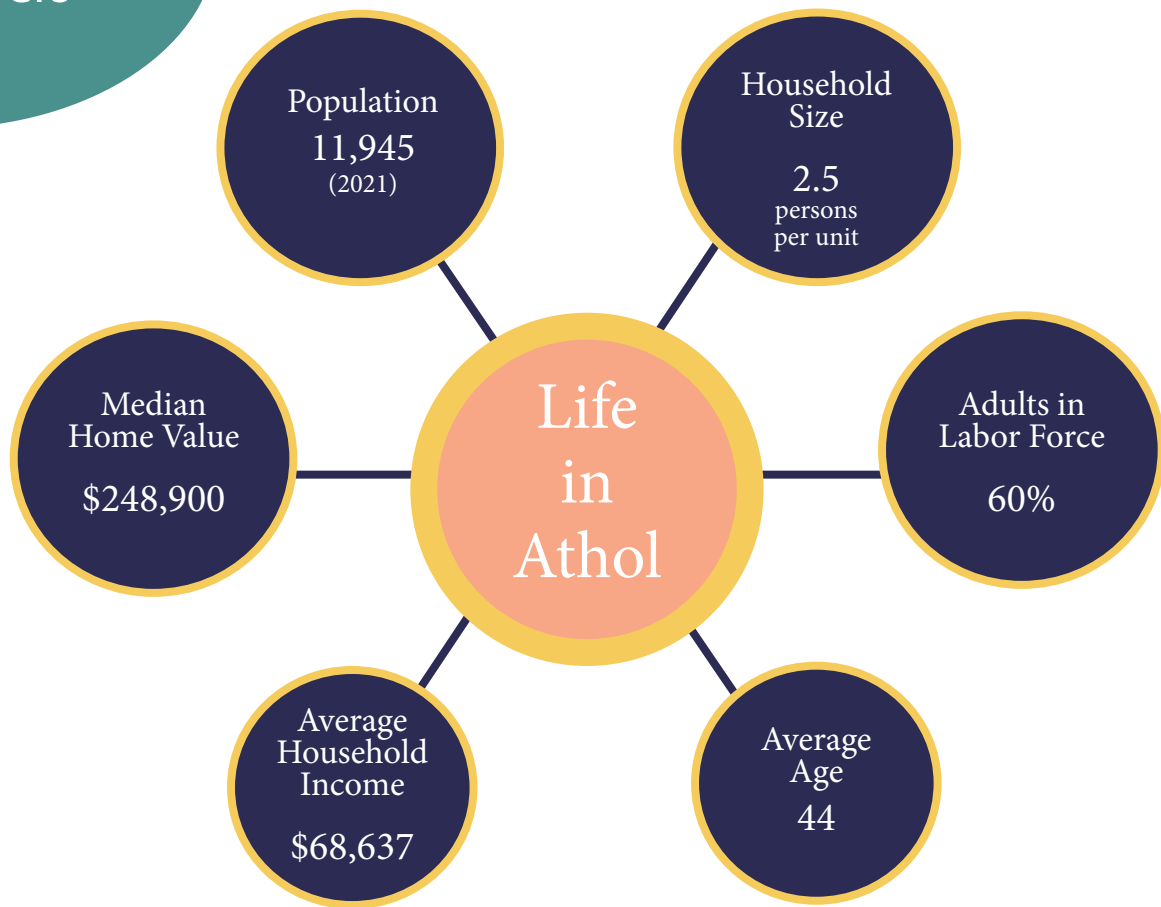 Population
11,945
(2021)
Household
Size
2.5
persons
per unit
Median
Home Value
$248,900
Life
in
Athol
Adults in
Labor Force
60%
Average
Household
Income
$68,637
Average
Age
44